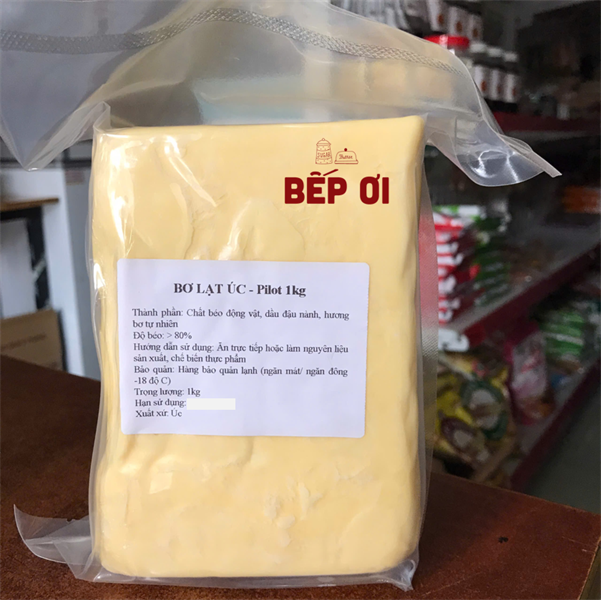 BẾP ƠI
BƠ LẠT ÚC - Pilot 1kg
Thành phần: Chất béo động vật, dầu đậu nành, hương
bơ tự nhiên
Độ béo: > 80%
Hướng dẫn sử dụng: Ăn trực tiếp hoặc làm nguyên liệu
sản xuất, chế biến thực phẩm
Bảo quản: Hàng bảo quản lạnh (ngăn mát/ ngăn đông
-18 độ C)
Trọng lượng: 1kg
Hạn sử dụng:
Xuất xứ: Úc